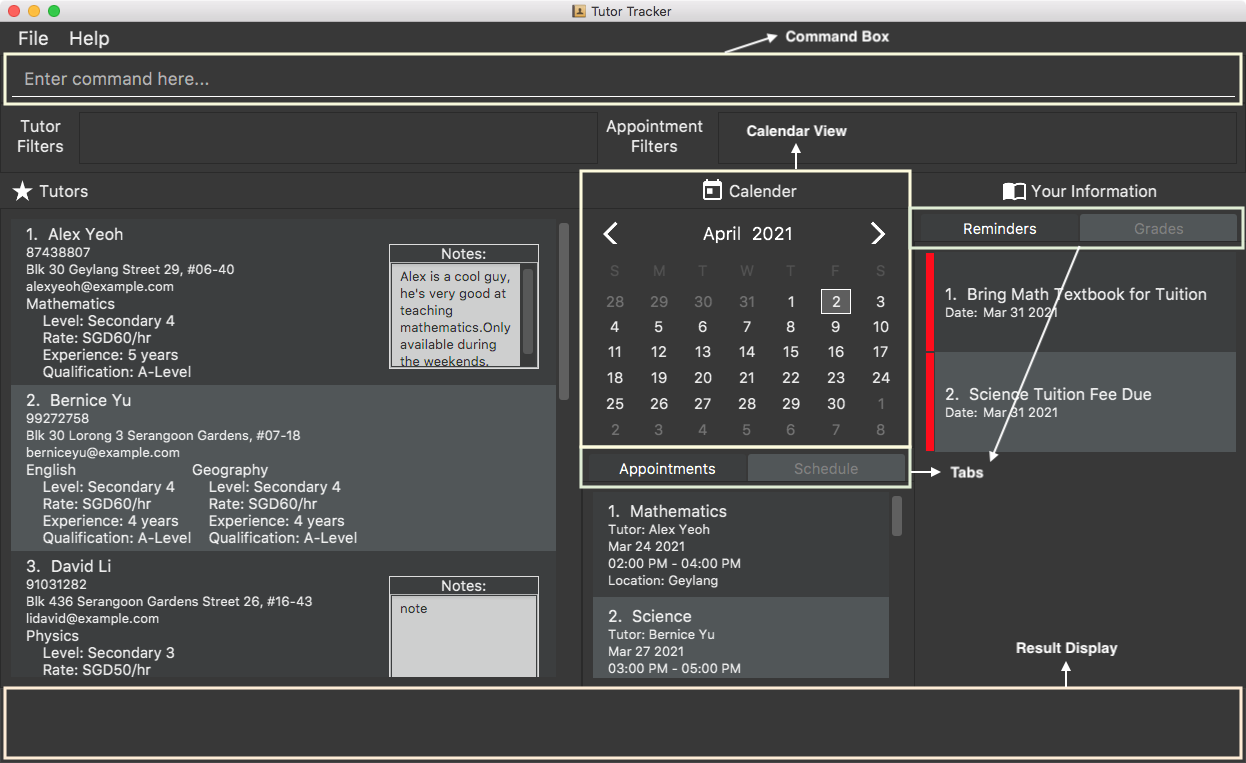 Tutor Tracker
File Help
Command Box
Enter command here...
Tutor
Filters
Appointment
Filters
Calendar View
Tutors
1. Alex Yeoh
87438807
Blk 30 Geylang Street 29, #06-40
alexyeoh@example.com
Mathematics
Level: Secondary 4
Rate: SGD60/hr
Experience: 5 years
Qualification: A-Level
Notes:
Alex is a cool guy,
he's very good at
teaching
mathematics.Only
available during
the weekends.
2. Bernice Yu
99272758
Blk 30 Lorong 3 Serangoon Gardens, #07-18
berniceyu@example.com
English Geography
Level: Secondary 4 Level: Secondary 4
Rate: SGD60/hr Rate: SGD60/hr
Experience: 4 years Experience: 4 years
Qualification: A-Level Qualification: A-Level
3. David Li
91031282
Blk 436 Serangoon Gardens Street 26, #16-43
lidavid@example.com
Physics
Level: Secondary 3
Rate: SGD50/hr
Notes:
note
Calender
April 2021
S M T W T F S
28 29 30 31 1 2 3
4 5 6 7 8 9 10
11 12 13 14 15 16 17
18 19 20 21 22 23 24
25 26 27 28 29 30 1
2 3 4 5 6 7 8
Appointments Schedule
1. Mathematics
Tutor: Alex Yeoh
Mar 24 2021
02:00 PM - 04:00 PM
Location: Geylang
2. Science
Tutor: Bernice Yu
Mar 27 2021
03:00 PM - 05:00 PM
Your Information
Reminders Grades
1. Bring Math Textbook for Tuition
Date: Mar 31 2021
2. Science Tuition Fee Due
Date: Mar 31 2021
Tabs
Result Display